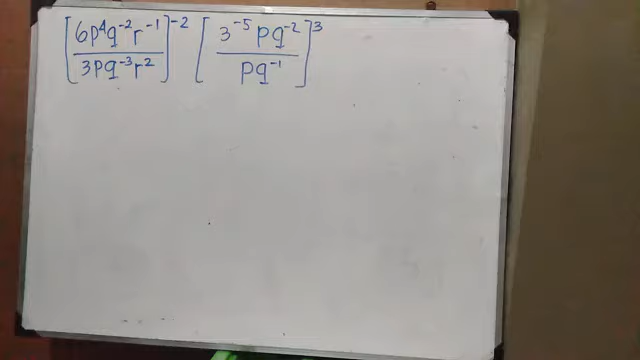 [6p⁴q⁻²r⁻¹ / 3pq⁻³r²]⁻² [3⁻⁵pq⁻² / pq⁻¹]³